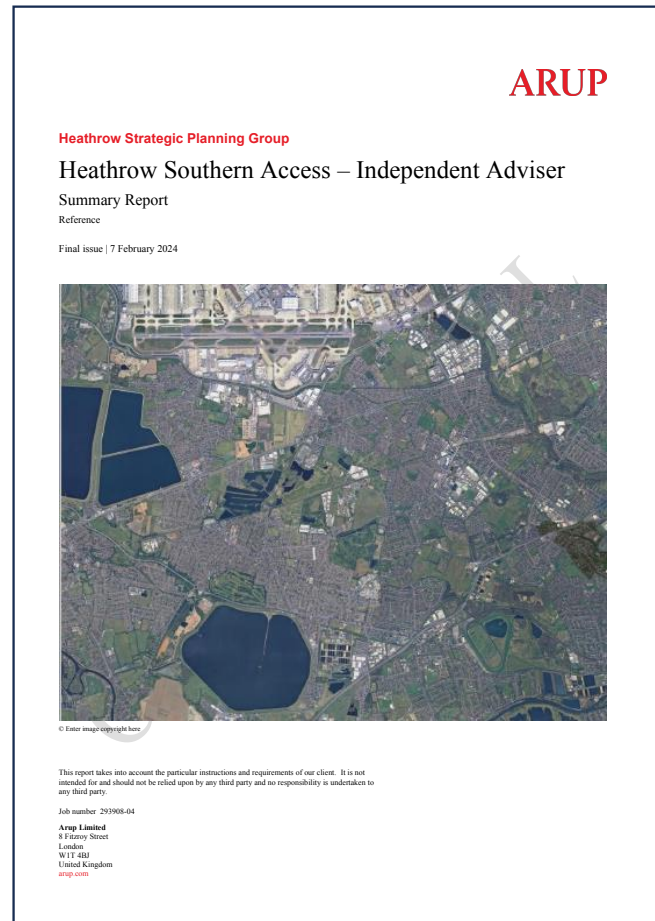 ARUP
Heathrow Strategic Planning Group
Heathrow Southern Access – Independent Adviser
Summary Report
Reference
Final issue | 7 February 2024
© Enter image copyright here
This report takes into account the particular instructions and requirements of our client. It is not
intended for and should not be relied upon by any third party and no responsibility is undertaken to
any third party.
Job number 293908-04
Arup Limited
8 Fitzroy Street
London
W1T 4BJ
United Kingdom
arup.com